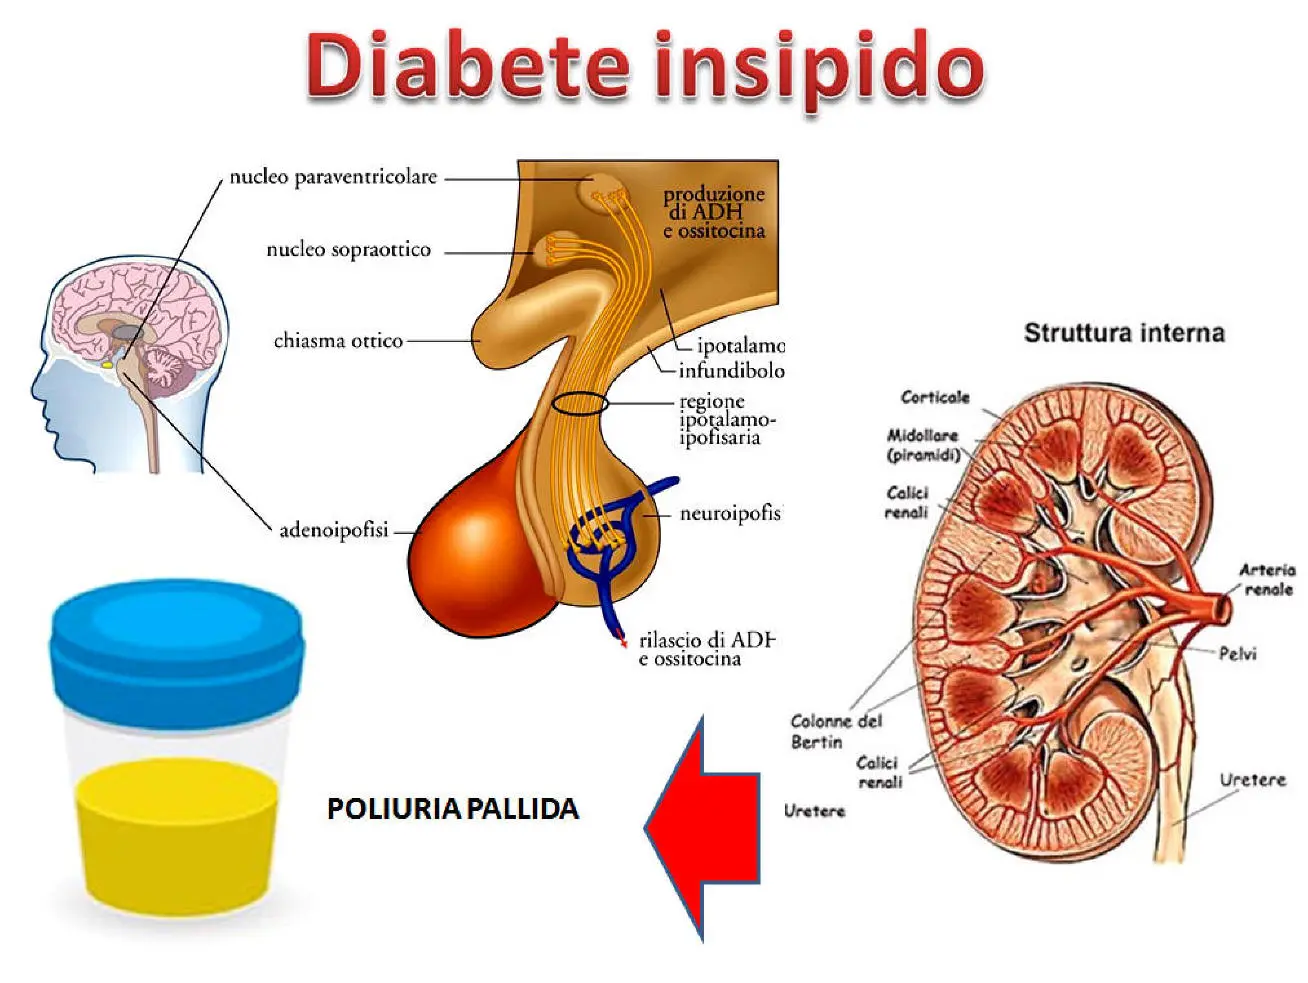 Diabete insipido
nucleo paraventricolare
nucleo sopraottico
chiasma ottico
adenoipofisi
produzione
di ADH
e ossitocina
ipotalamo
infundibolo
regione
ipotalamo-
ipofisaria
neuroipofis
rilascio di ADH
e ossitocina
POLIURIA PALLIDA
Struttura interna
Corticale
Midollare
(piramidi)
Calici
renali
Arteria
renale
Pelvi
Colonne del
Bertin
Calici
renali
Uretere
Uretere